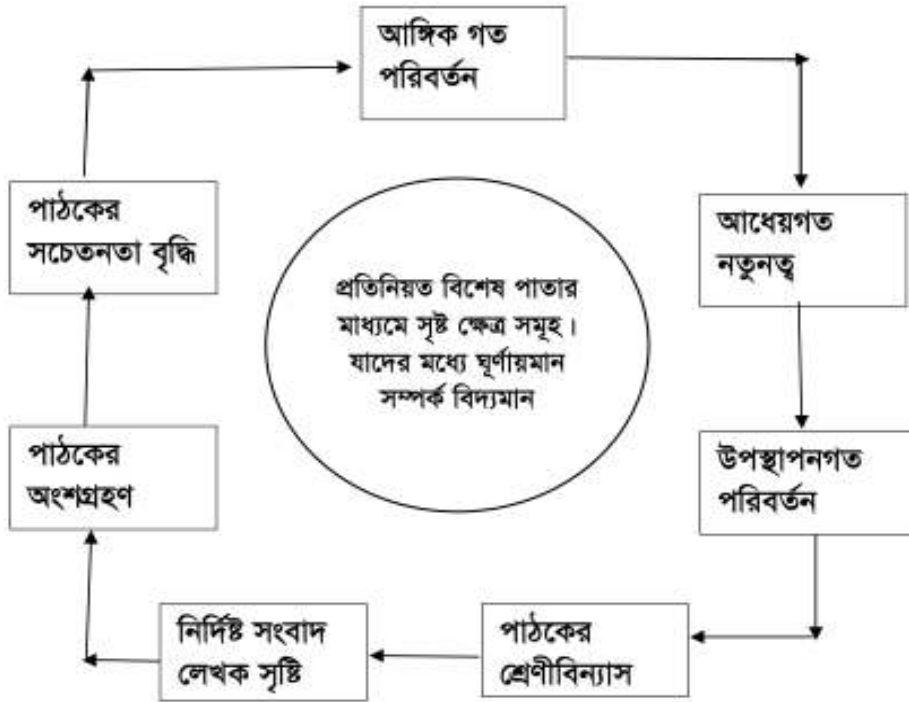 আঙ্গিক গত
পরিবর্তন
আধেয়গত
নতুনত্ব
উপস্থাপনগত
পরিবর্তন
পাঠকের
শ্রেণীবিন্যাস
নির্দিষ্ট সংবাদ
লেখক সৃষ্টি
পাঠকের
অংশগ্রহণ
পাঠকের
সচেতনতা বৃদ্ধি
প্রতিনিয়ত বিশেষ পাতার
মাধ্যমে সৃষ্ট ক্ষেত্র সমূহ।
যাদের মধ্যে ঘূর্ণায়মান
সম্পর্ক বিদ্যমান